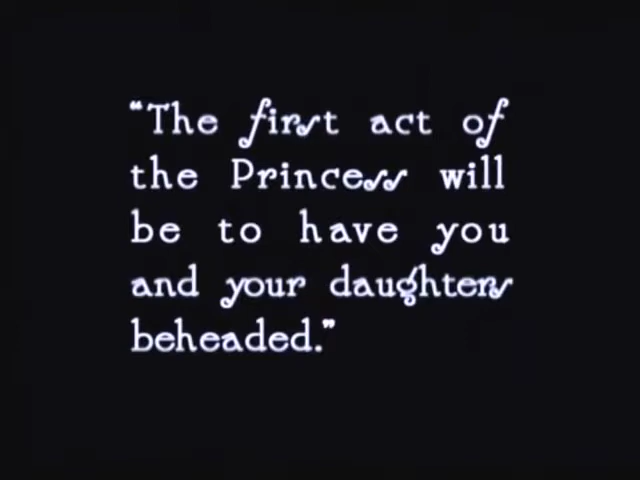 “The first act of
the Princess will
be to have you
and your daughters
beheaded.”